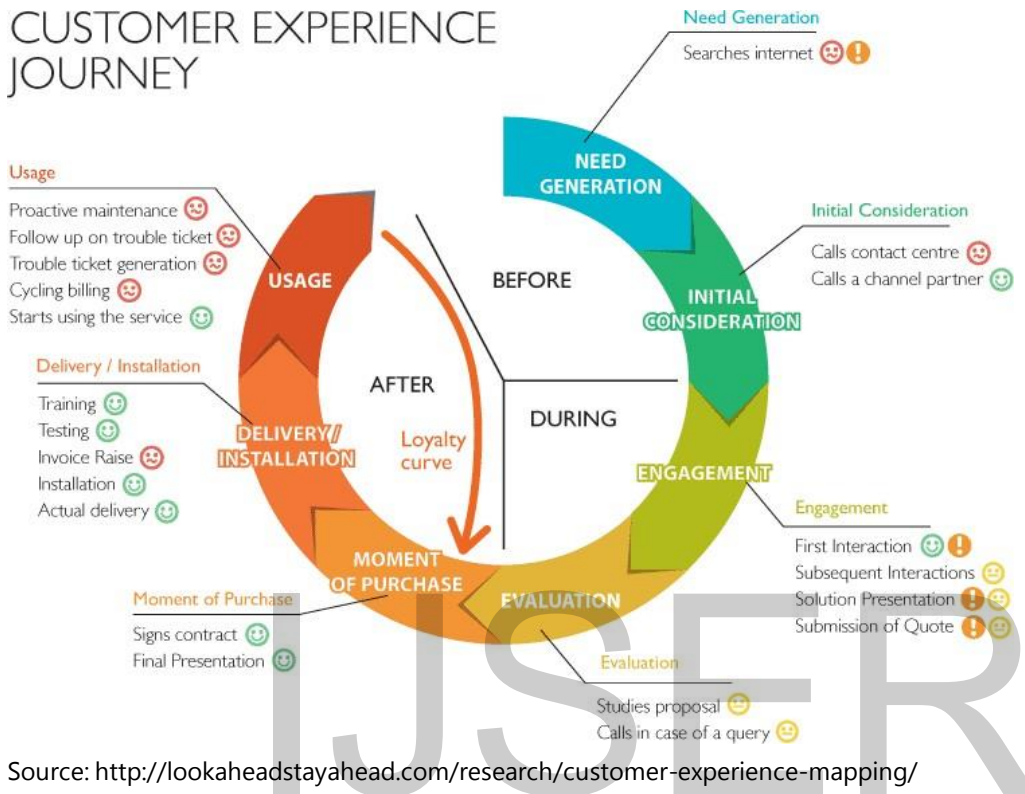 CUSTOMER EXPERIENCE
JOURNEY
Need Generation
Searches internet
NEED
GENERATION
Initial Consideration
Calls contact centre
Calls a channel partner
INITIAL
CONSIDERATION
BEFORE
DURING
AFTER
Loyalty
curve
ENGAGEMENT
Engagement
First Interaction
Subsequent Interactions
Solution Presentation
Submission of Quote
EVALUATION
Evaluation
Studies proposal
Calls in case of a query
MOMENT
OF PURCHASE
Moment of Purchase
Signs contract
Final Presentation
DELIVERY/
INSTALLATION
Delivery / Installation
Training
Testing
Invoice Raise
Installation
Actual delivery
USAGE
Usage
Proactive maintenance
Follow up on trouble ticket
Trouble ticket generation
Cycling billing
Starts using the service
IJSER
Source: http://lookaheadstayahead.com/research/customer-experience-mapping/